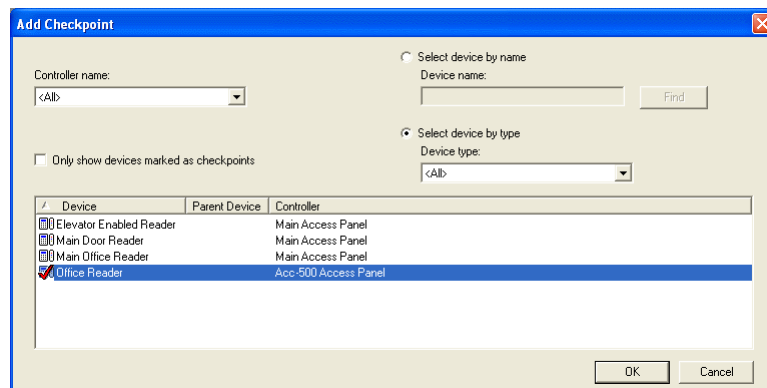 Add Checkpoint
Select device by name
Controller name:
Device name:
<All>
Find
Select device by type
Only show devices marked as checkpoints
Device type:
<All>
Device Parent Device Controller
Elevator Enabled Reader Main Access Panel
Main Door Reader Main Access Panel
Main Office Reader Main Access Panel
Office Reader Acc-500 Access Panel
OK Cancel